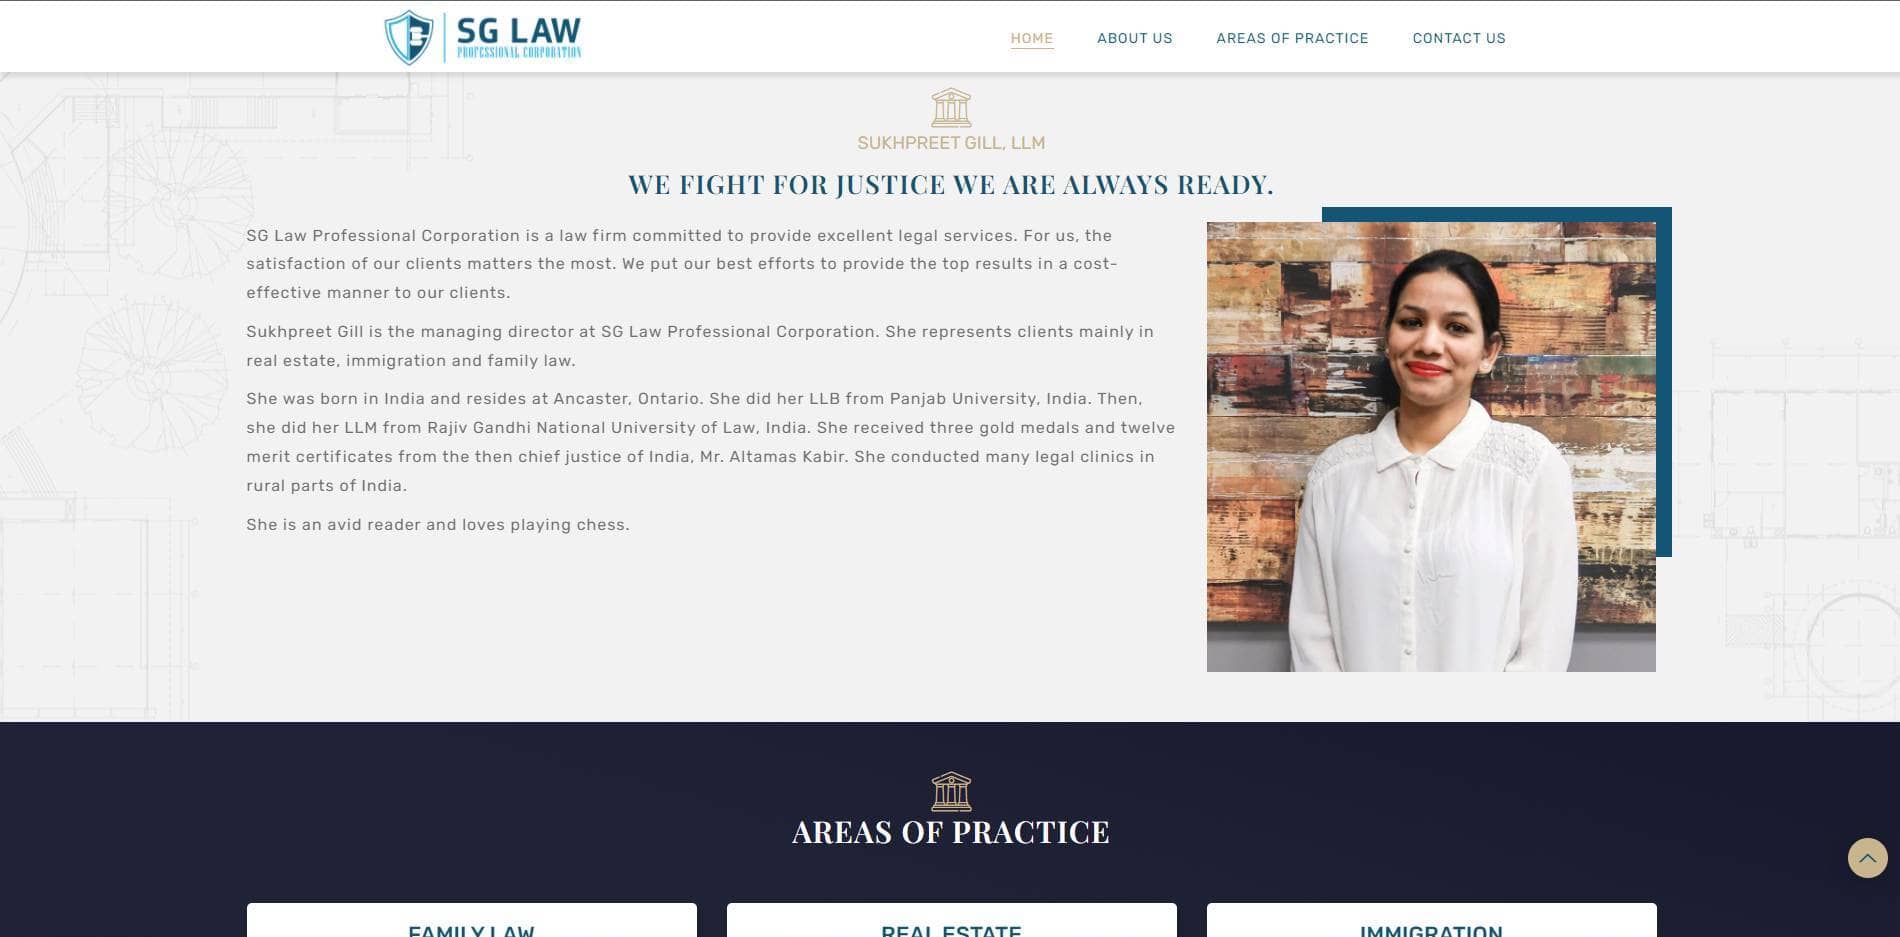 SG LAW
PROFESSIONAL CORPORATION
HOME
ABOUT US
AREAS OF PRACTICE
CONTACT US
SUKHPREET GILL, LLM
WE FIGHT FOR JUSTICE WE ARE ALWAYS READY.
SG Law Professional Corporation is a law firm committed to provide excellent legal services. For us, the
satisfaction of our clients matters the most. We put our best efforts to provide the top results in a cost-
effective manner to our clients.
Sukhpreet Gill is the managing director at SG Law Professional Corporation. She represents clients mainly in
real estate, immigration and family law.
She was born in India and resides at Ancaster, Ontario. She did her LLB from Panjab University, India. Then,
she did her LLM from Rajiv Gandhi National University of Law, India. She received three gold medals and twelve
merit certificates from the then chief justice of India, Mr. Altamas Kabir. She conducted many legal clinics in
rural parts of India.
She is an avid reader and loves playing chess.
AREAS OF PRACTICE
FAMILY LAW
REAL ESTATE
IMMIGRATION